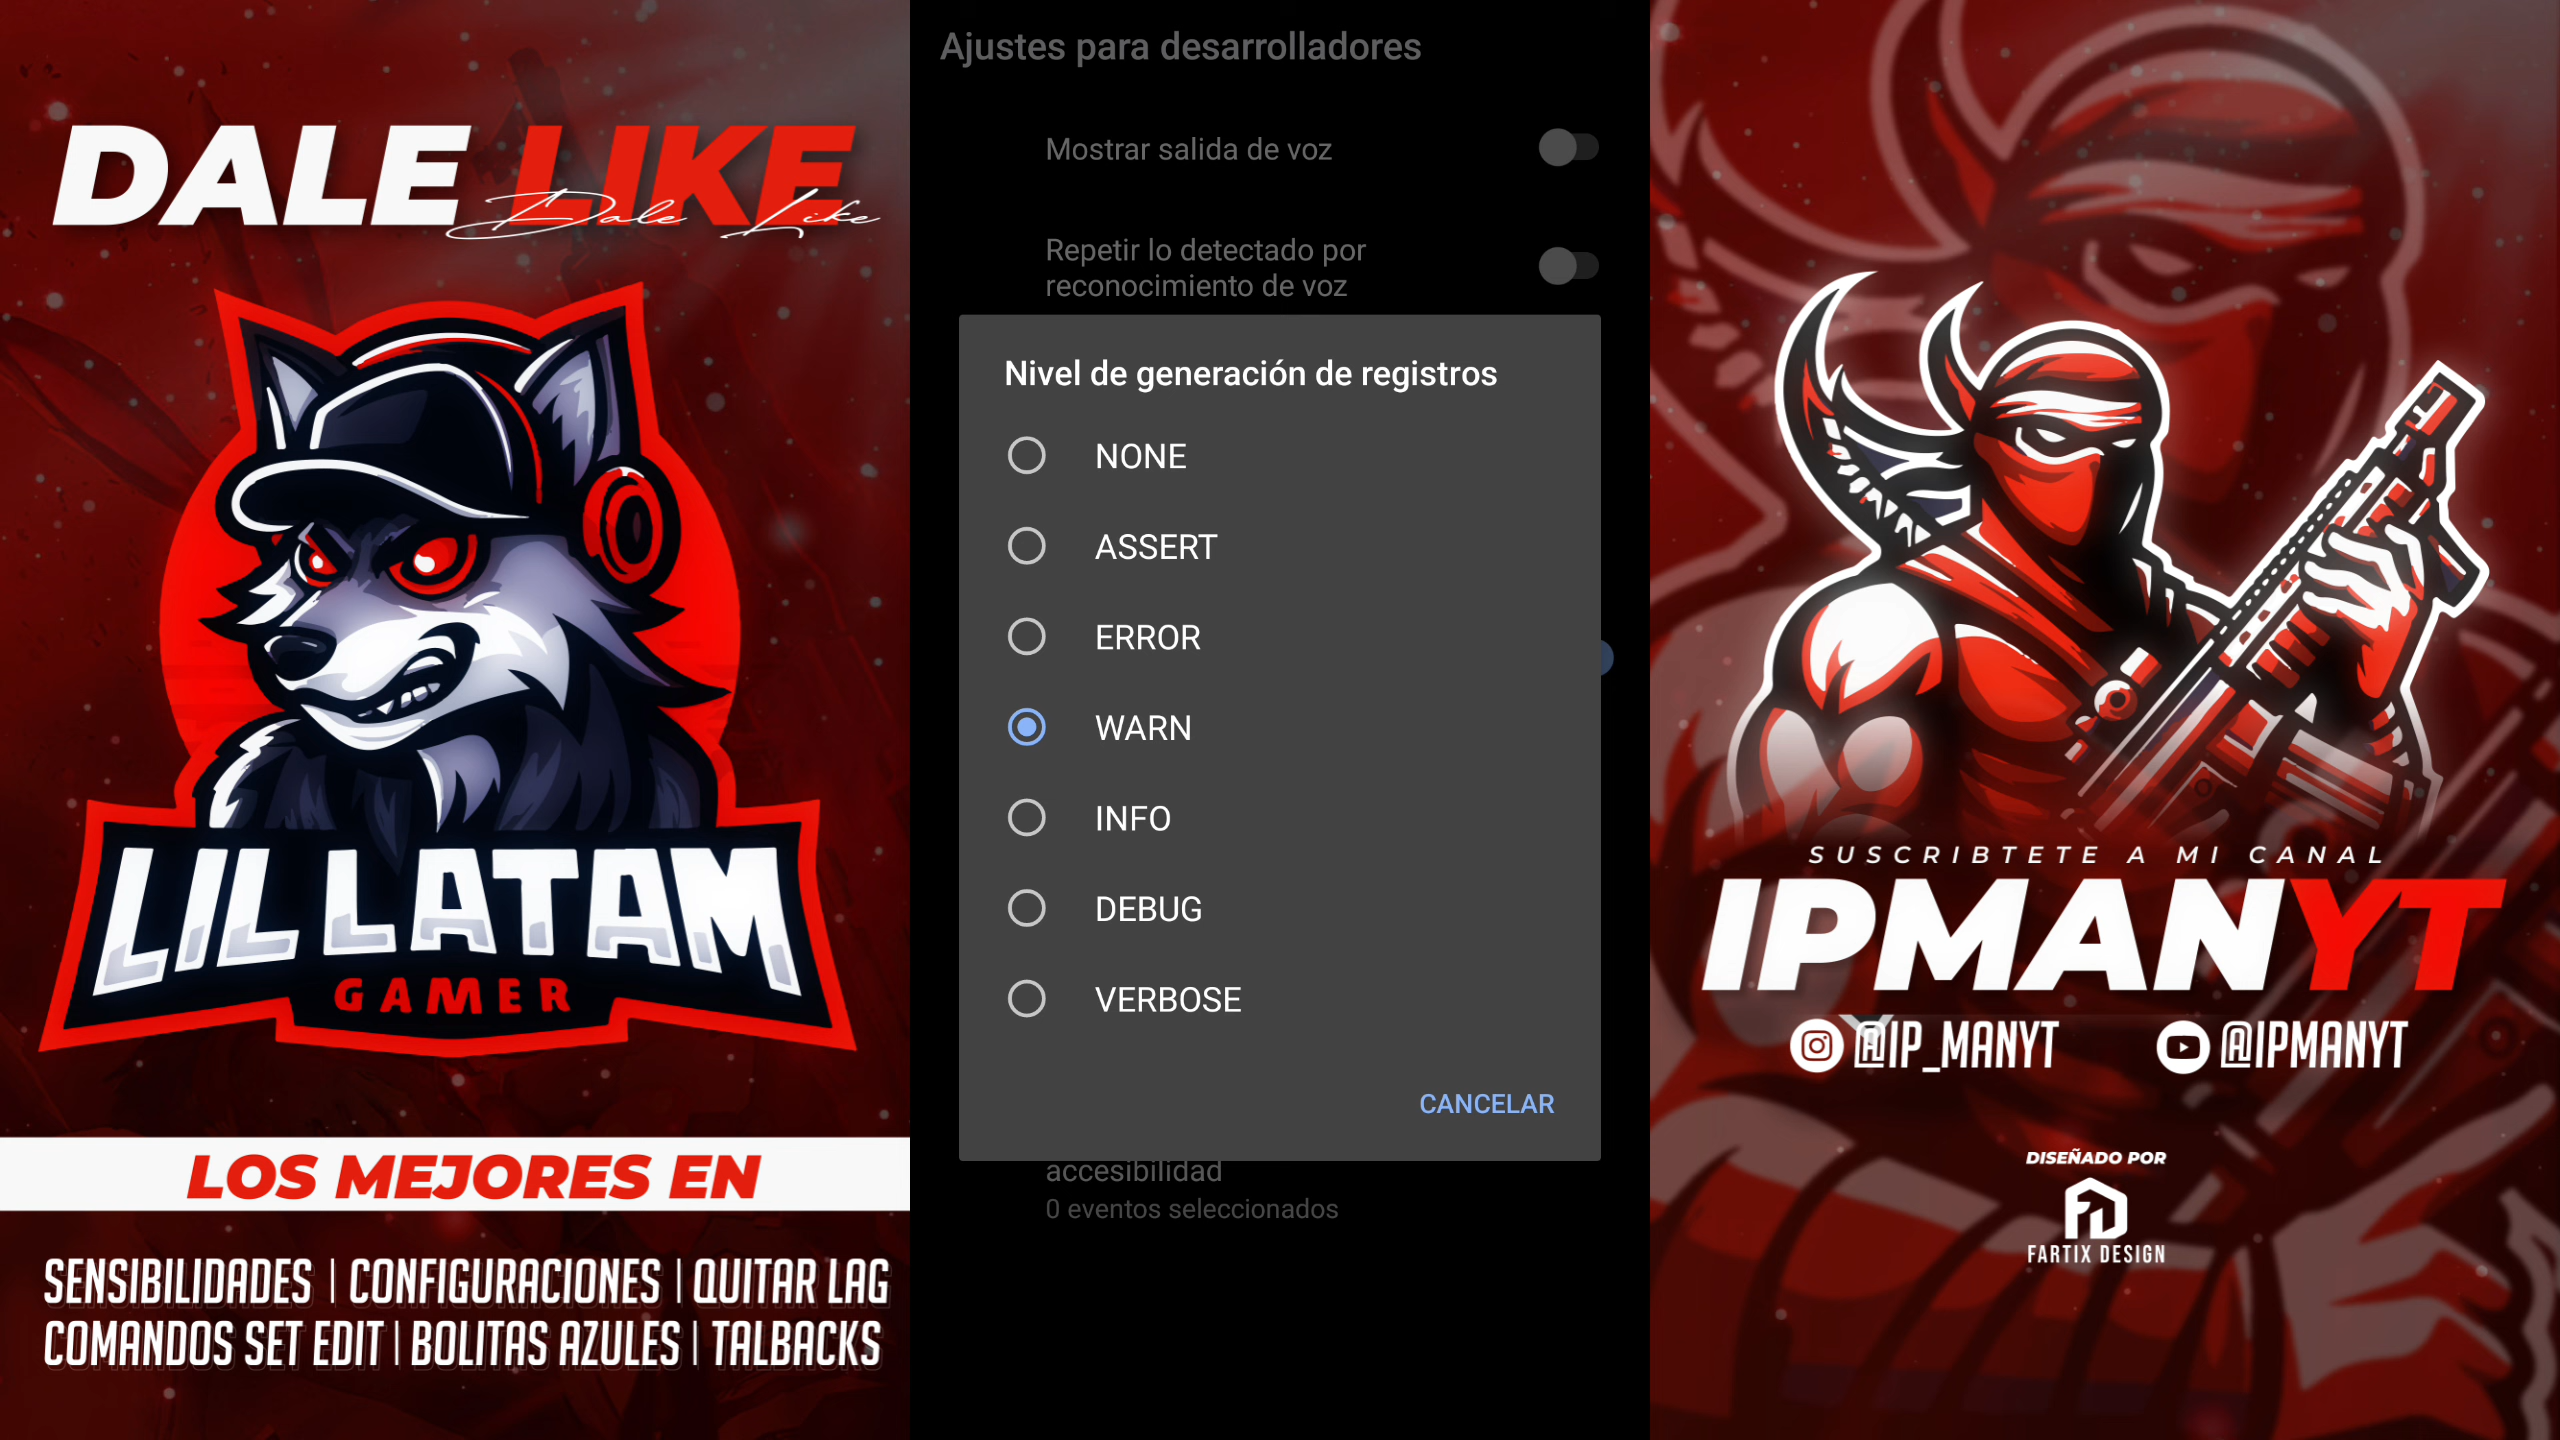 DALE LIKE
Dale Like
LIL LATAM
GAMER
LOS MEJORES EN
SENSIBILIDADES | CONFIGURACIONES | QUITAR LAG
COMANDOS SET EDIT | BOLITAS AZULES | TALBACKS
Ajustes para desarrolladores
Mostrar salida de voz
Repetir lo detectado por
reconocimiento de voz
Nivel de generación de registros
NONE
ASSERT
ERROR
WARN
INFO
DEBUG
VERBOSE
CANCELAR
accesibilidad
0 eventos seleccionados
SUSCRIBTETE A MI CANAL
IPMANYT
@IP_MANYT
@IPMANYT
DISEÑADO POR
FARTIX DESIGN